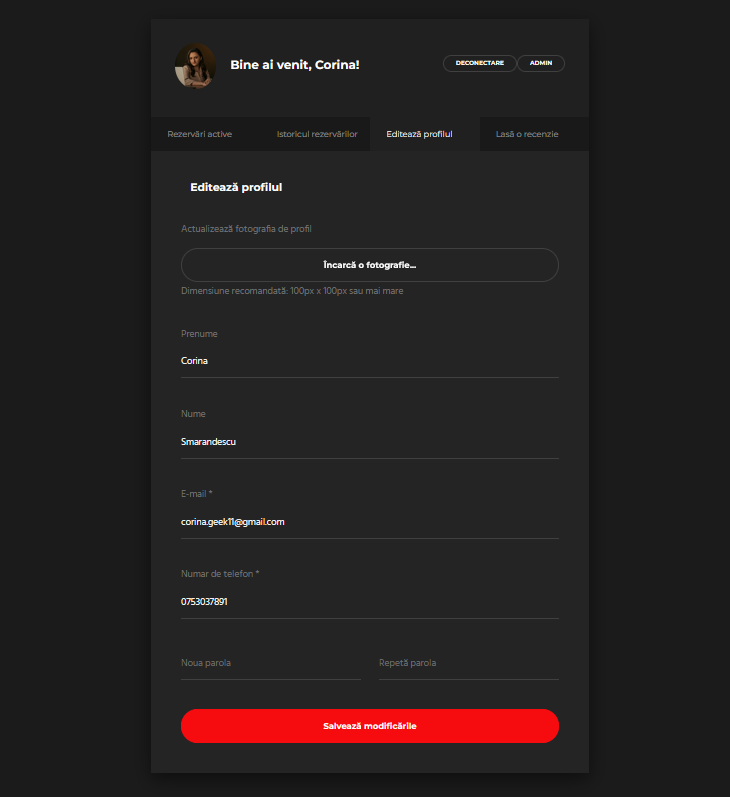 Bine ai venit, Corina!
DECONECTARE
ADMIN
Rezervări active
Istoricul rezervărilor
Editează profilul
Lasă o recenzie
Editează profilul
Actualizează fotografia de profil
Încarcă o fotografie...
Dimensiune recomandată: 100px x 100px sau mai mare
Prenume
Corina
Nume
Smarandescu
E-mail *
corina.geek11@gmail.com
Numar de telefon *
0753037891
Noua parola
Repetă parola
Salvează modificările